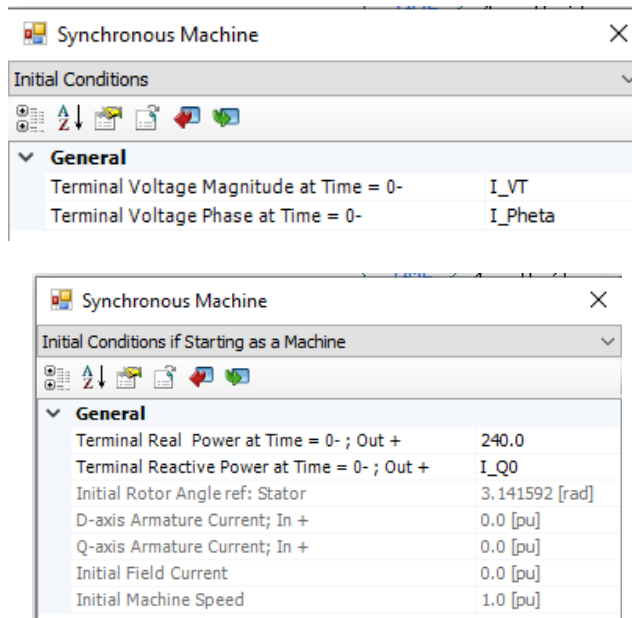 Synchronous Machine
Initial Conditions
General
Terminal Voltage Magnitude at Time = 0- I_VT
Terminal Voltage Phase at Time = 0- I_Pheta
Synchronous Machine
Initial Conditions if Starting as a Machine
General
Terminal Real Power at Time = 0- ; Out + 240.0
Terminal Reactive Power at Time = 0- ; Out + I_Q0
Initial Rotor Angle ref: Stator 3.141592 [rad]
D-axis Armature Current; In + 0.0 [pu]
Q-axis Armature Current; In + 0.0 [pu]
Initial Field Current 0.0 [pu]
Initial Machine Speed 1.0 [pu]